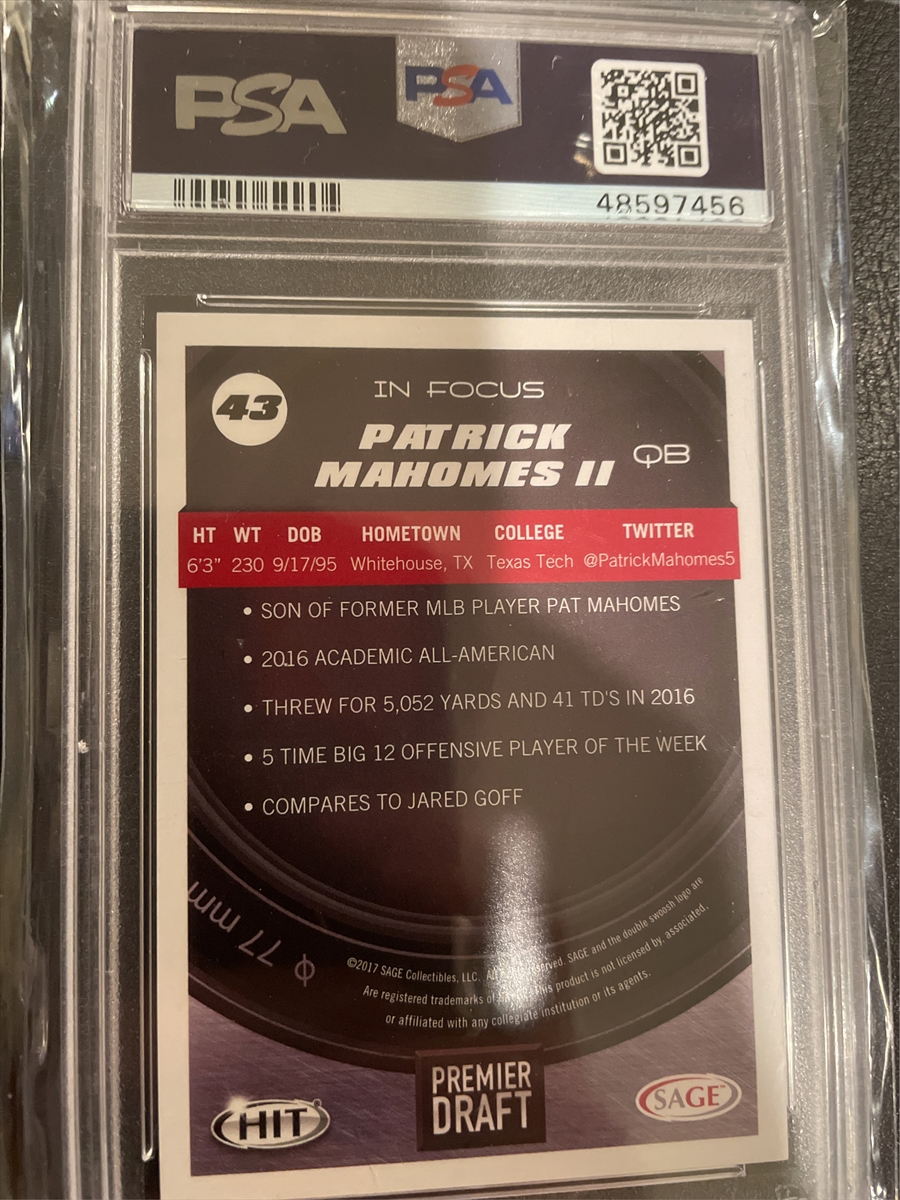 PSA PSA
48597456
43
IN FOCUS
PATRICK
MAHOMES II QB
HT WT DOB HOMETOWN COLLEGE TWITTER
6'3" 230 9/17/95 Whitehouse, TX Texas Tech @PatrickMahomes5
• SON OF FORMER MLB PLAYER PAT MAHOMES
• 2016 ACADEMIC ALL-AMERICAN
• THREW FOR 5,052 YARDS AND 41 TD'S IN 2016
• 5 TIME BIG 12 OFFENSIVE PLAYER OF THE WEEK
• COMPARES TO JARED GOFF
77 mm
©2017 SAGE Collectibles, LLC. SAGE and the double swoosh logo are
Are registered trademarks of This product is not licensed by, associated,
or affiliated with any collegiate institution or its agents.
HIT
PREMIER
DRAFT
SAGE